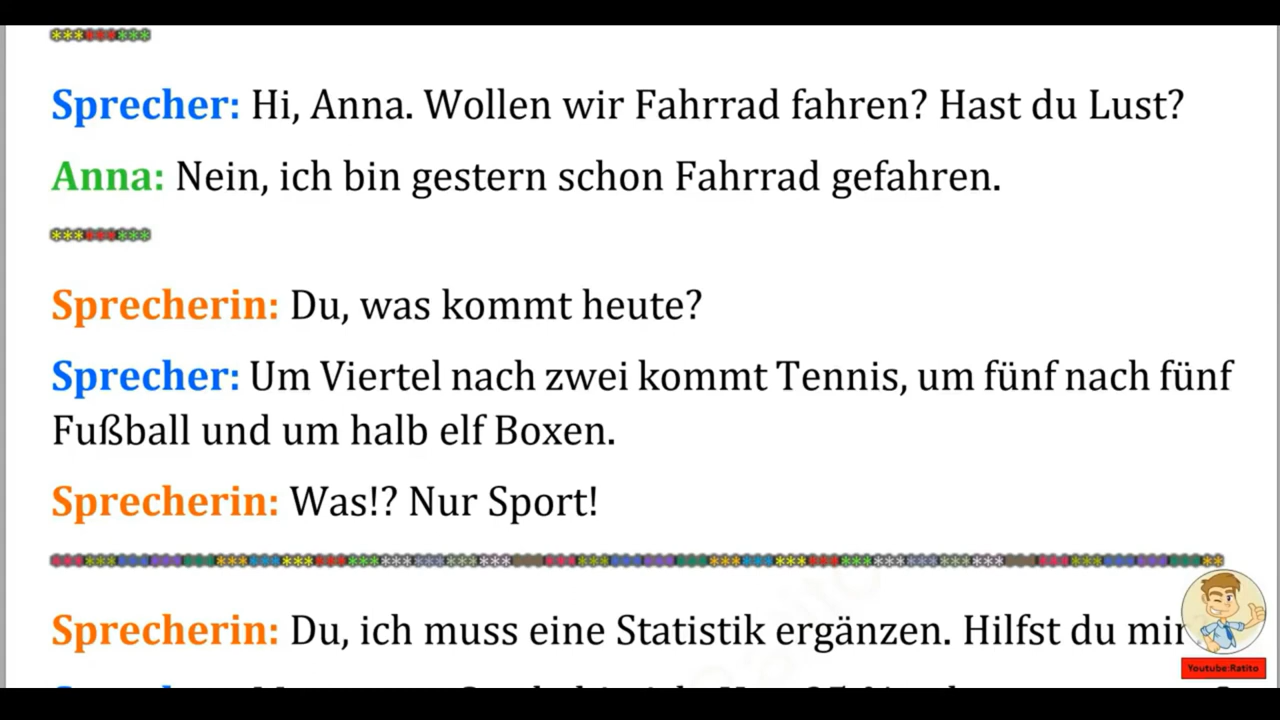 *********
Sprecher: Hi, Anna. Wollen wir Fahrrad fahren? Hast du Lust?
Anna: Nein, ich bin gestern schon Fahrrad gefahren.
*********
Sprecherin: Du, was kommt heute?
Sprecher: Um Viertel nach zwei kommt Tennis, um fünf nach fünf
Fußball und um halb elf Boxen.
Sprecherin: Was!? Nur Sport!
Sprecherin: Du, ich muss eine Statistik ergänzen. Hilfst du mir
Youtube:Ratito